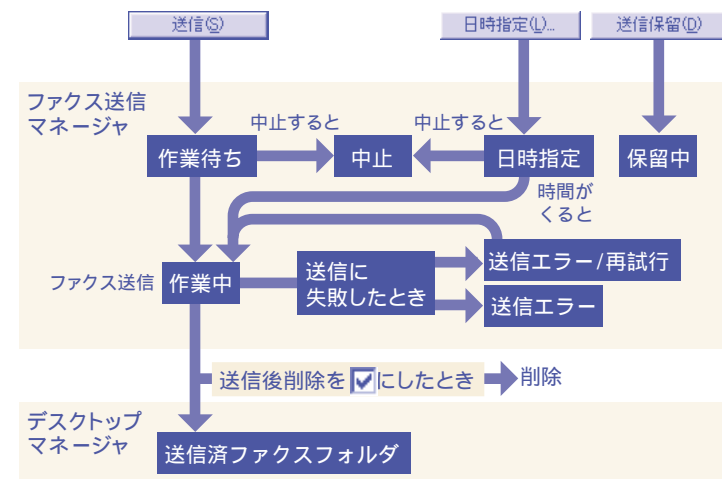 送信(S)
日時指定(L)...
送信保留(D)
ファクス送信
マネージャ
中止すると
中止すると
作業待ち
中止
日時指定
保留中
時間が
くると
ファクス送信
作業中
送信に
失敗したとき
送信エラー/再試行
送信エラー
送信後削除を
にしたとき
削除
デスクトップ
マネージャ
送信済ファクスフォルダ